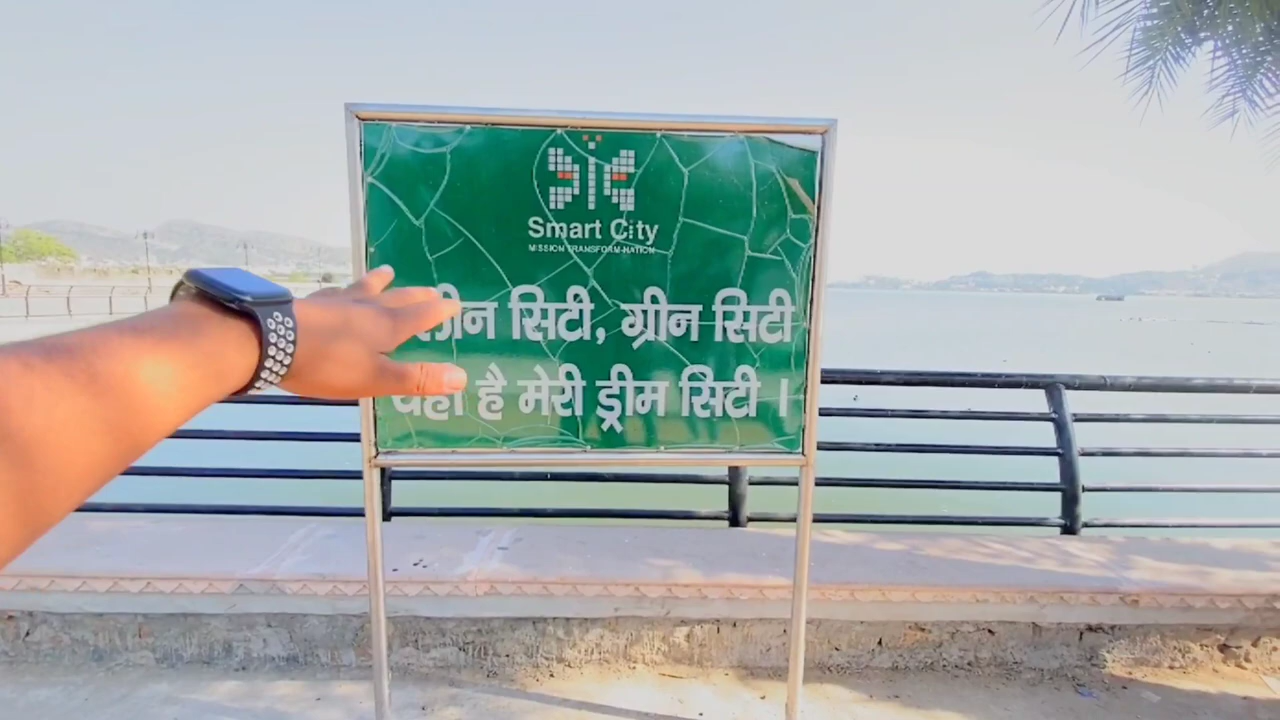 Smart City
MISSION TRANSFORM-NATION
सिटी, ग्रीन सिटी
है मेरी ड्रीम सिटी ।